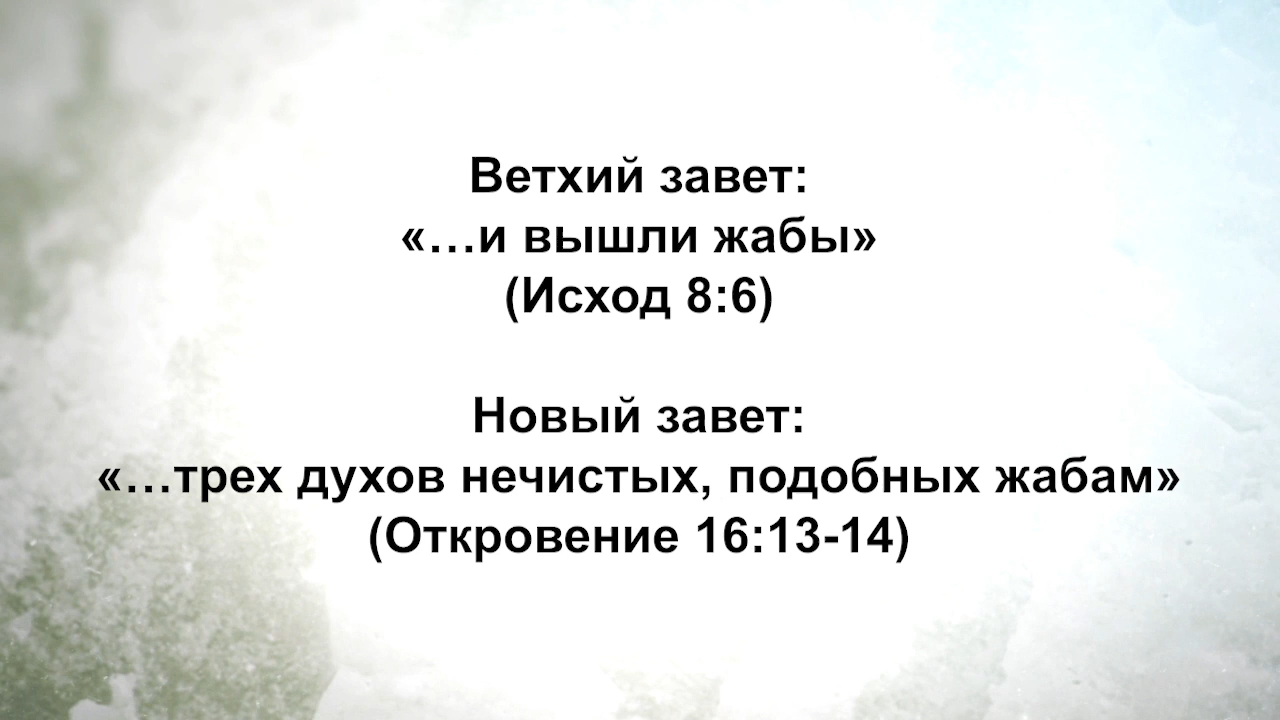 Ветхий завет:
«…и вышли жабы»
(Исход 8:6)
Новый завет:
«…трех духов нечистых, подобных жабам»
(Откровение 16:13-14)